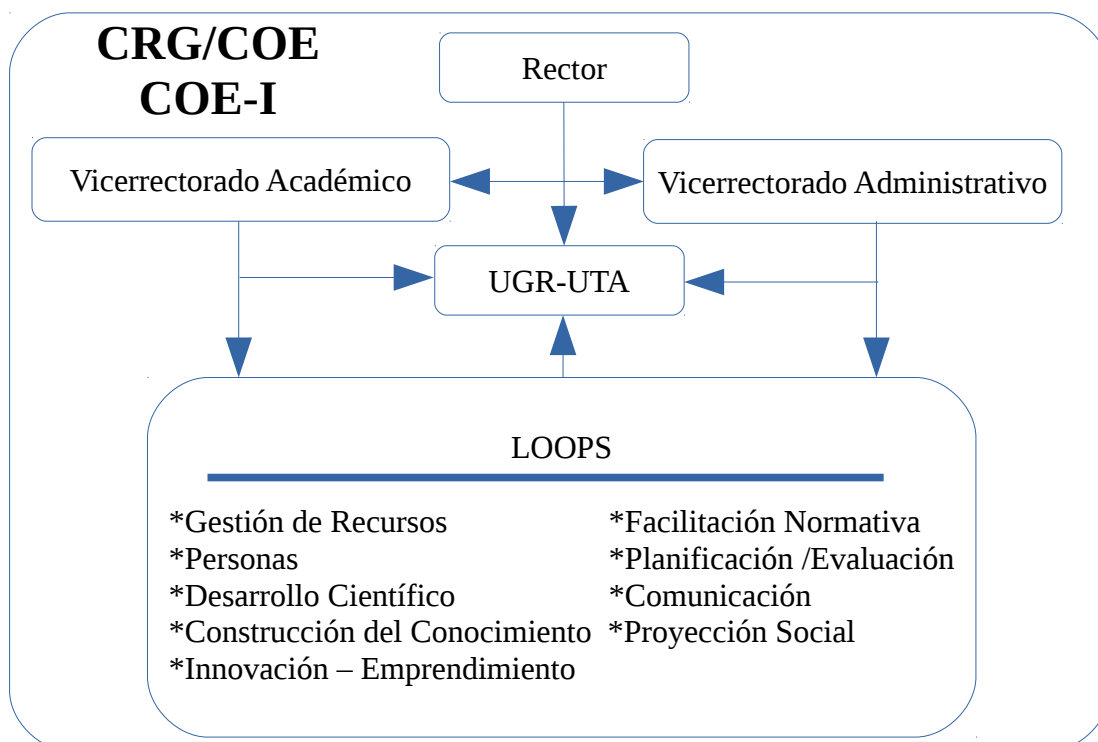 CRG/COE
COE-I
Rector
Vicerrectorado Académico
Vicerrectorado Administrativo
UGR-UTA
LOOPS
*Gestión de Recursos
*Personas
*Desarrollo Científico
*Construcción del Conocimiento
*Innovación – Emprendimiento
*Facilitación Normativa
*Planificación /Evaluación
*Comunicación
*Proyección Social